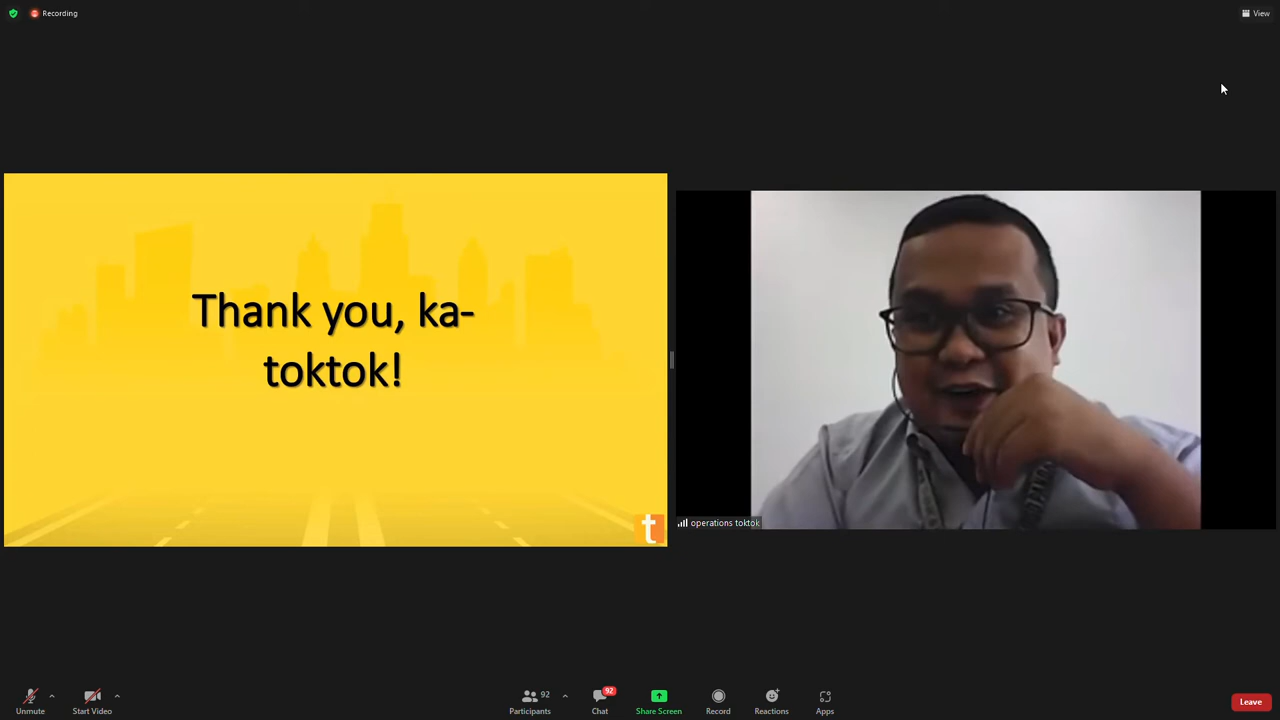 Recording
View
Thank you, ka-
toktok!
t
operations toktok
92
92
Unmute
Start Video
Participants
Chat
Share Screen
Record
Reactions
Apps
Leave